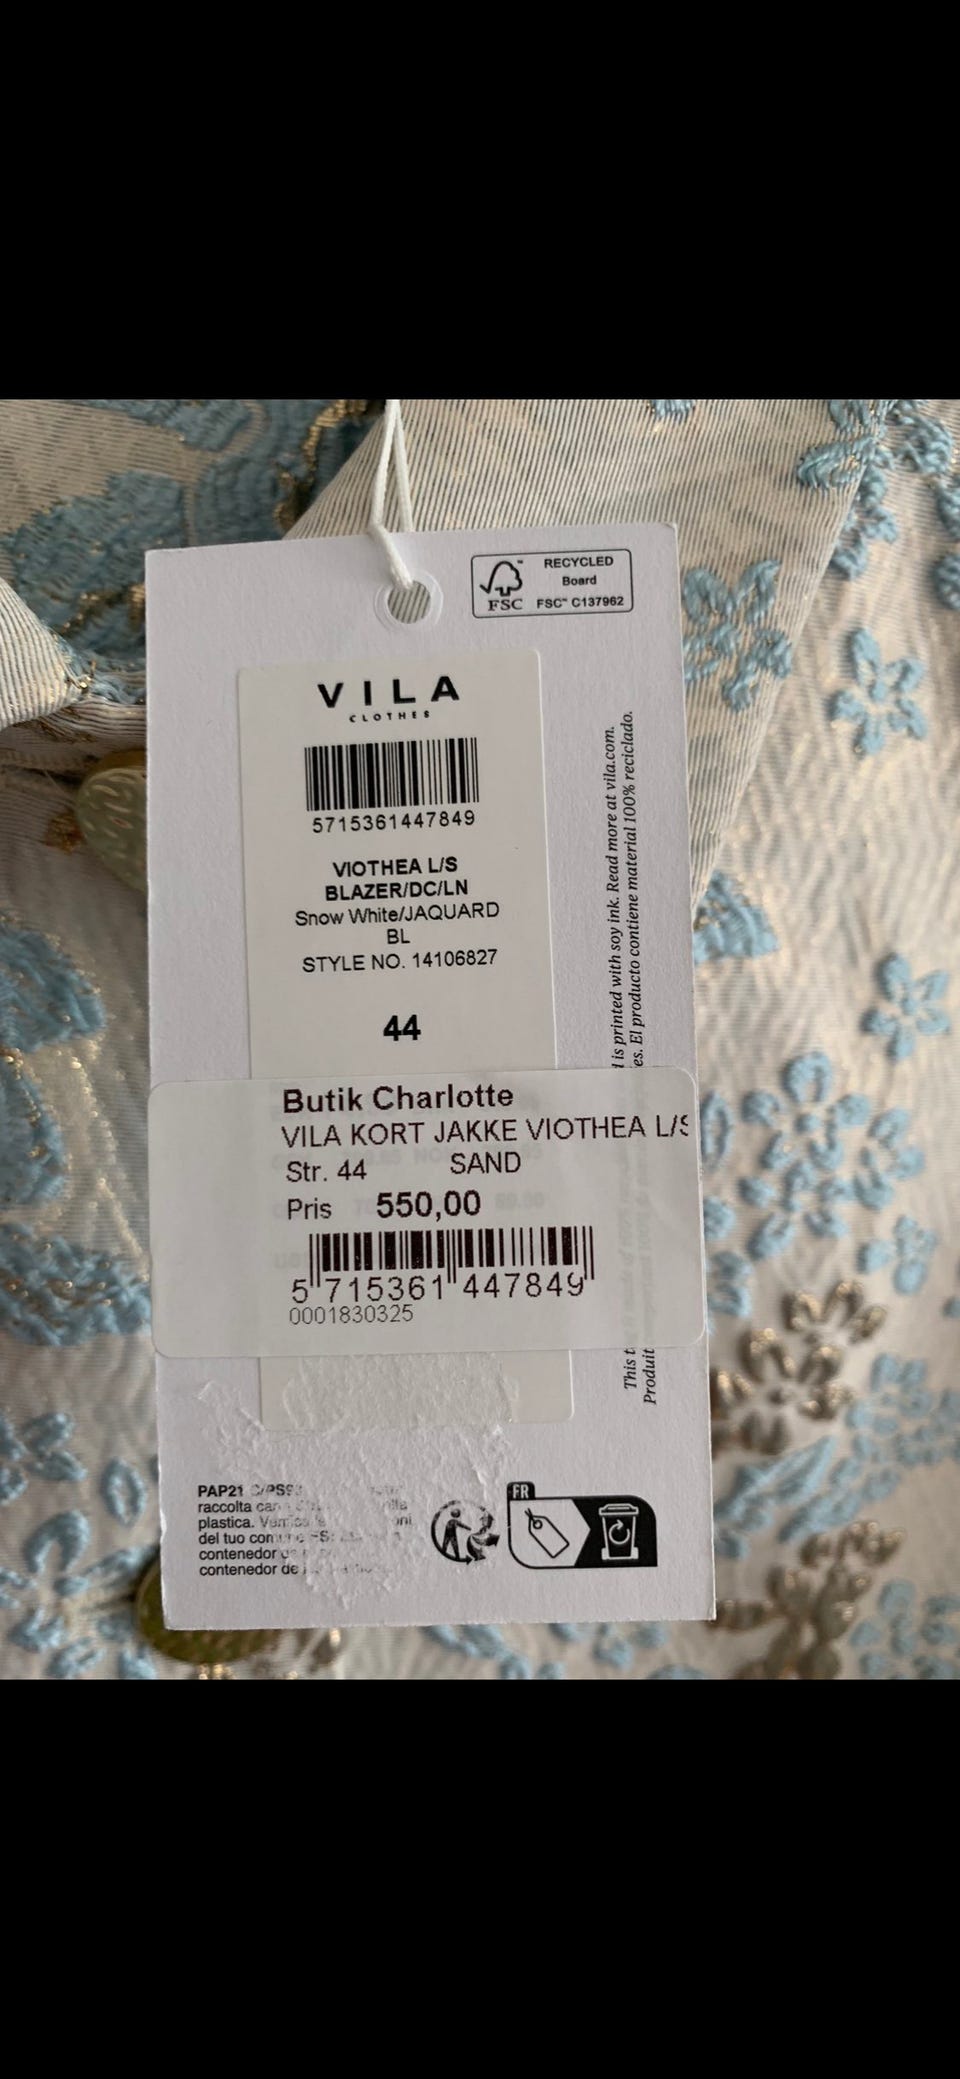 RECYCLED
Board
FSC™ C137962
FSC
VILA
CLOTHES
5715361447849
VIOTHEA L/S
BLAZER/DC/LN
Snow White/JAQUARD
BL
STYLE NO. 14106827
44
Butik Charlotte
VILA KORT JAKKE VIOTHEA L/S
Str. 44 SAND
Pris 550,00
5 715361 447849
0001830325
This t
is printed with soy ink. Read more at vila.com.
Produit
es. El producto contiene material 100% reciclado.
PAP21
raccolta
plastica.
del tuo
contenedor
contenedor de
FR